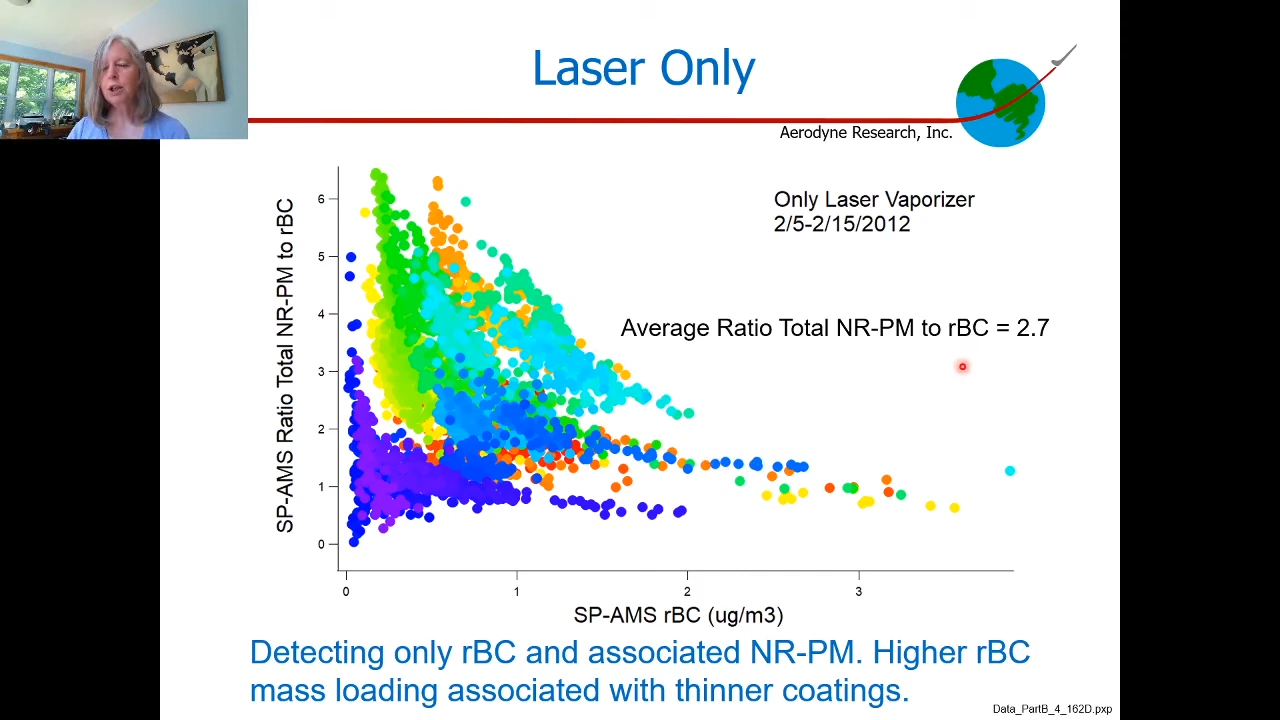 Laser Only
Aerodyne Research, Inc.
Only Laser Vaporizer
2/5-2/15/2012
Average Ratio Total NR-PM to rBC = 2.7
SP-AMS Ratio Total NR-PM to rBC
6
5
4
3
2
1
0
0 1 2 3
SP-AMS rBC (ug/m3)
Detecting only rBC and associated NR-PM. Higher rBC
mass loading associated with thinner coatings.
Data_PartB_4_162D.pxp